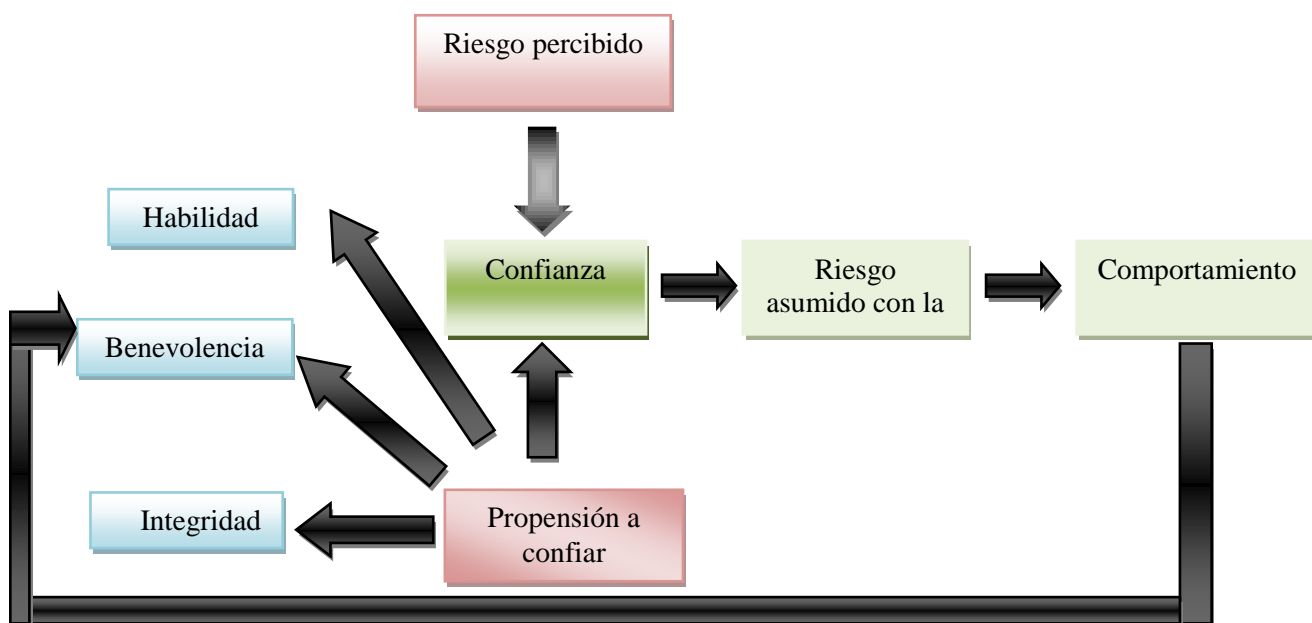 Riesgo percibido
Habilidad
Confianza
Riesgo
asumido con la
Comportamiento
Benevolencia
Integridad
Propensión a
confiar